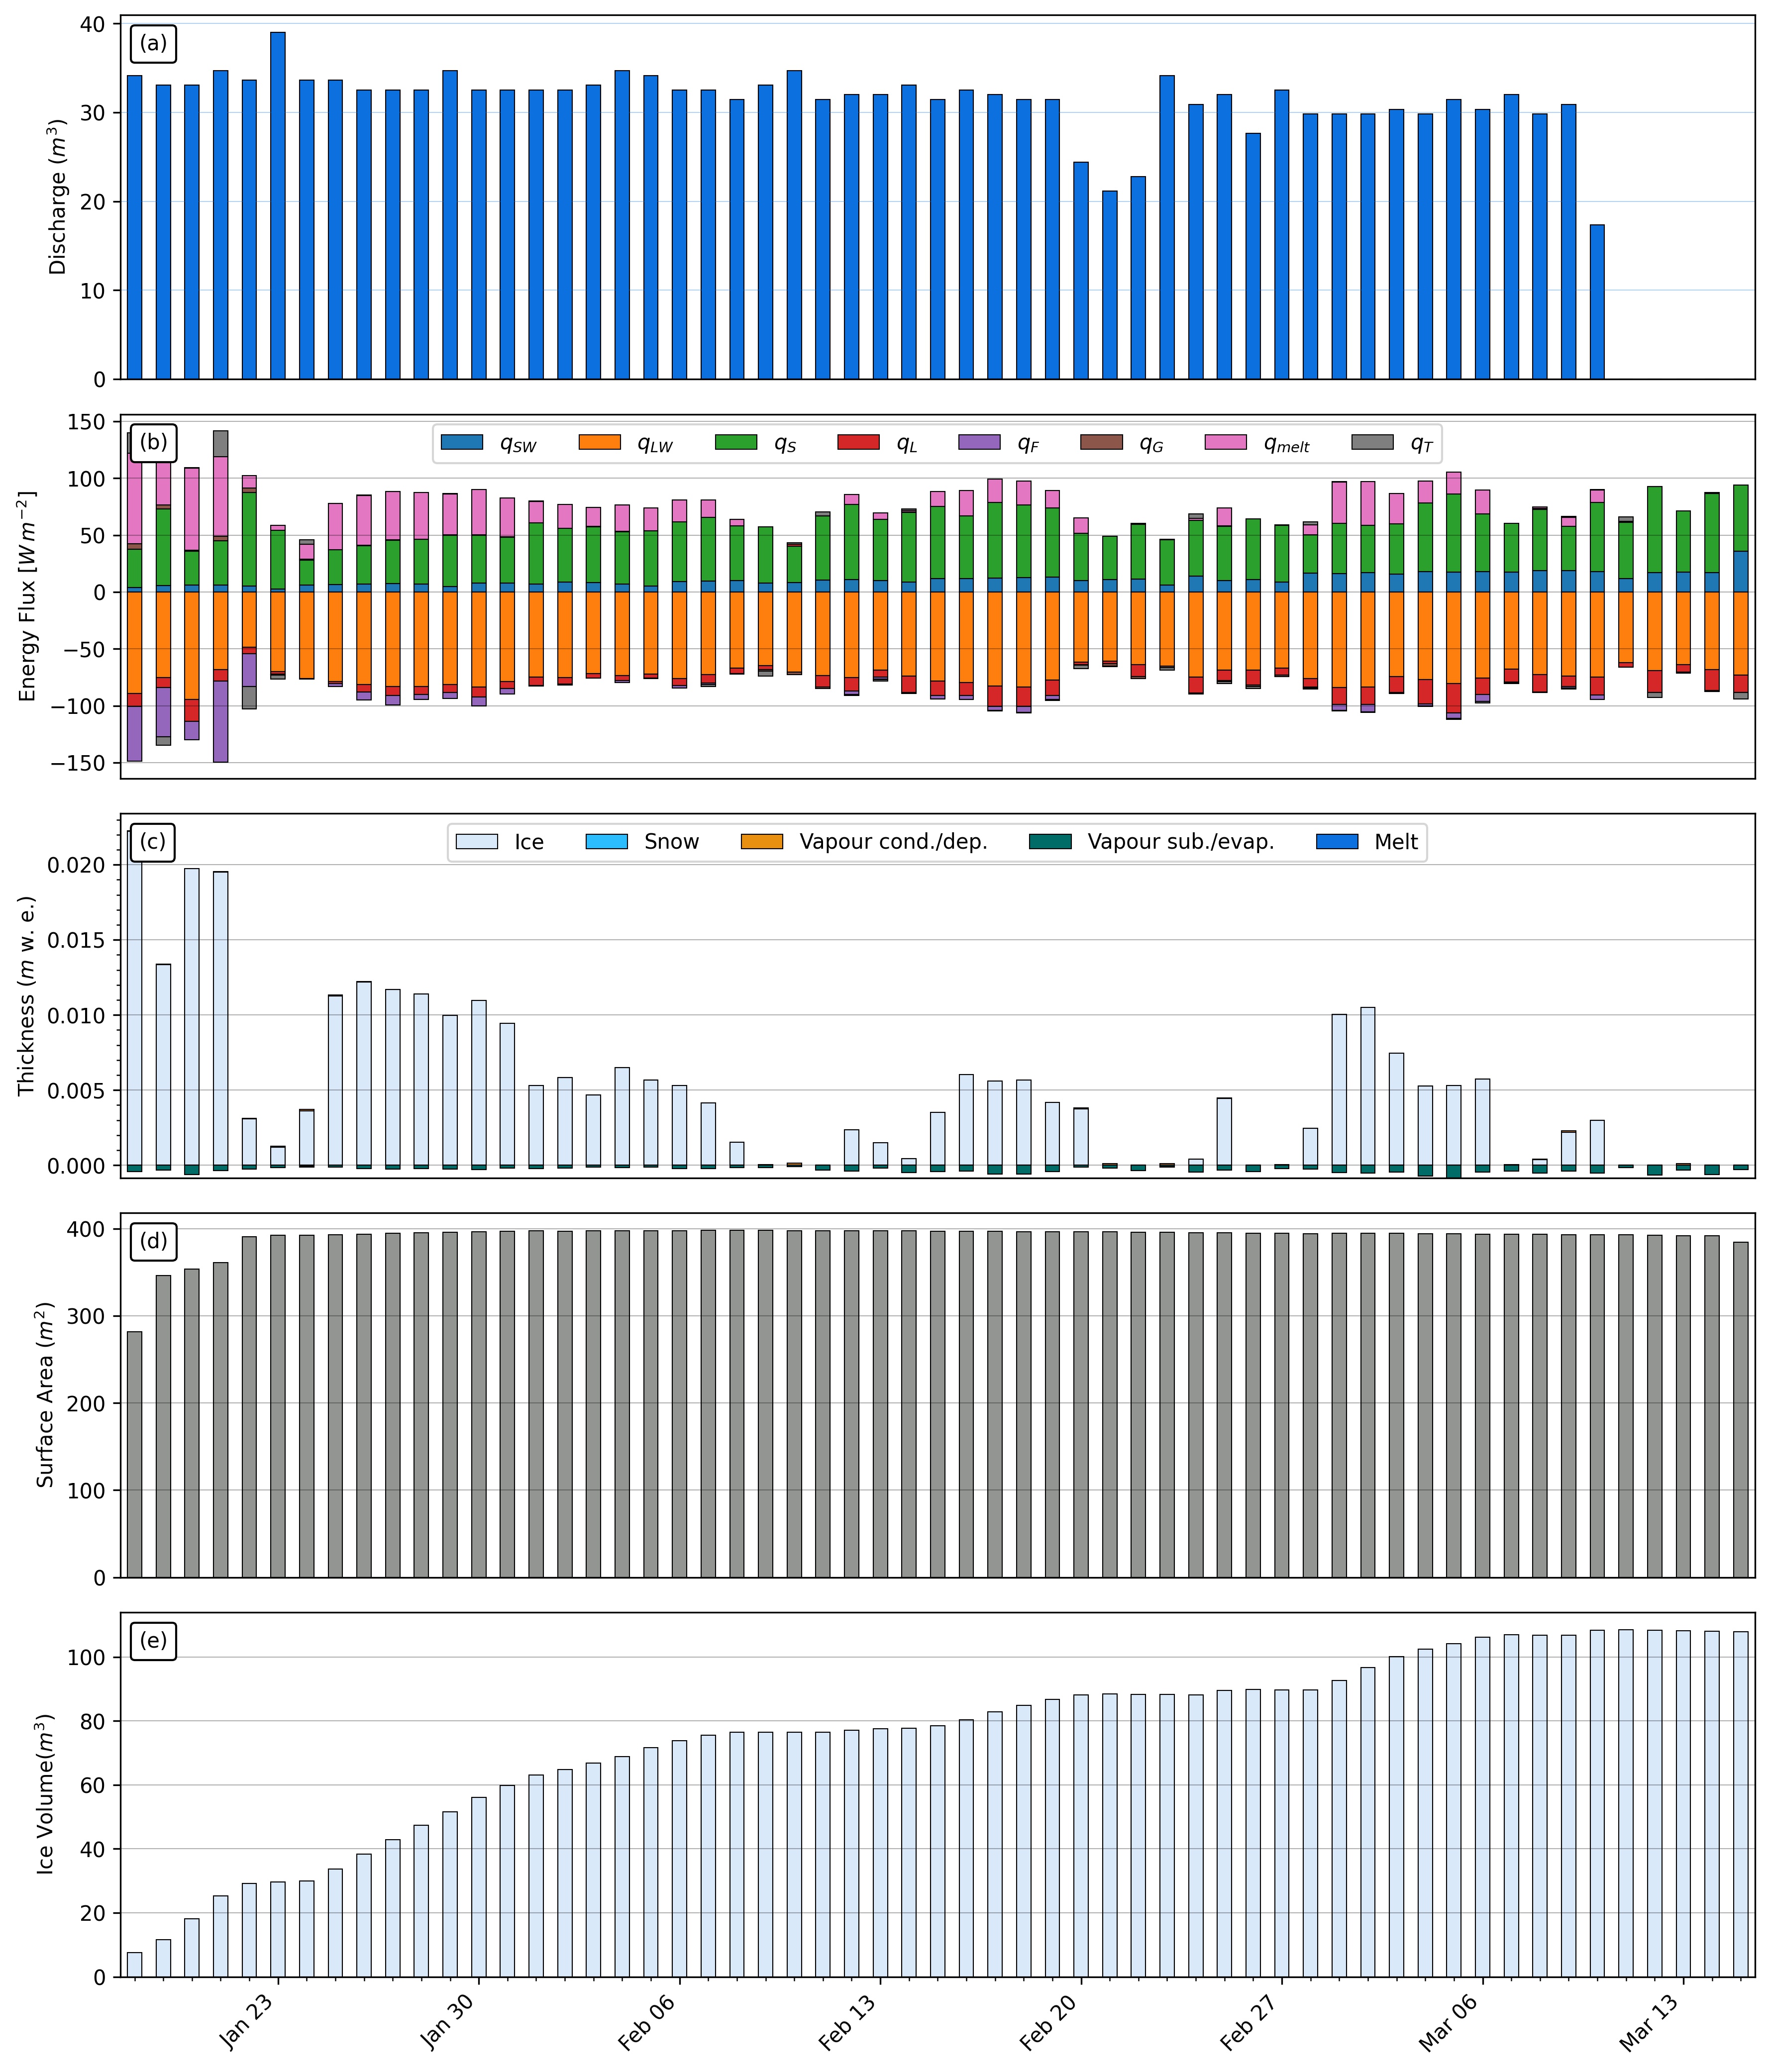 (a)
Discharge (m³)
40
30
20
10
0
(b)
q_SW q_LW q_S q_L q_F q_G q_melt q_T
Energy Flux [W m⁻²]
150
100
50
0
−50
−100
−150
(c)
Ice Snow Vapour cond./dep. Vapour sub./evap. Melt
Thickness (m w. e.)
0.020
0.015
0.010
0.005
0.000
(d)
Surface Area (m²)
400
300
200
100
0
(e)
Ice Volume(m³)
100
80
60
40
20
0
Jan 23 Jan 30 Feb 06 Feb 13 Feb 20 Feb 27 Mar 06 Mar 13